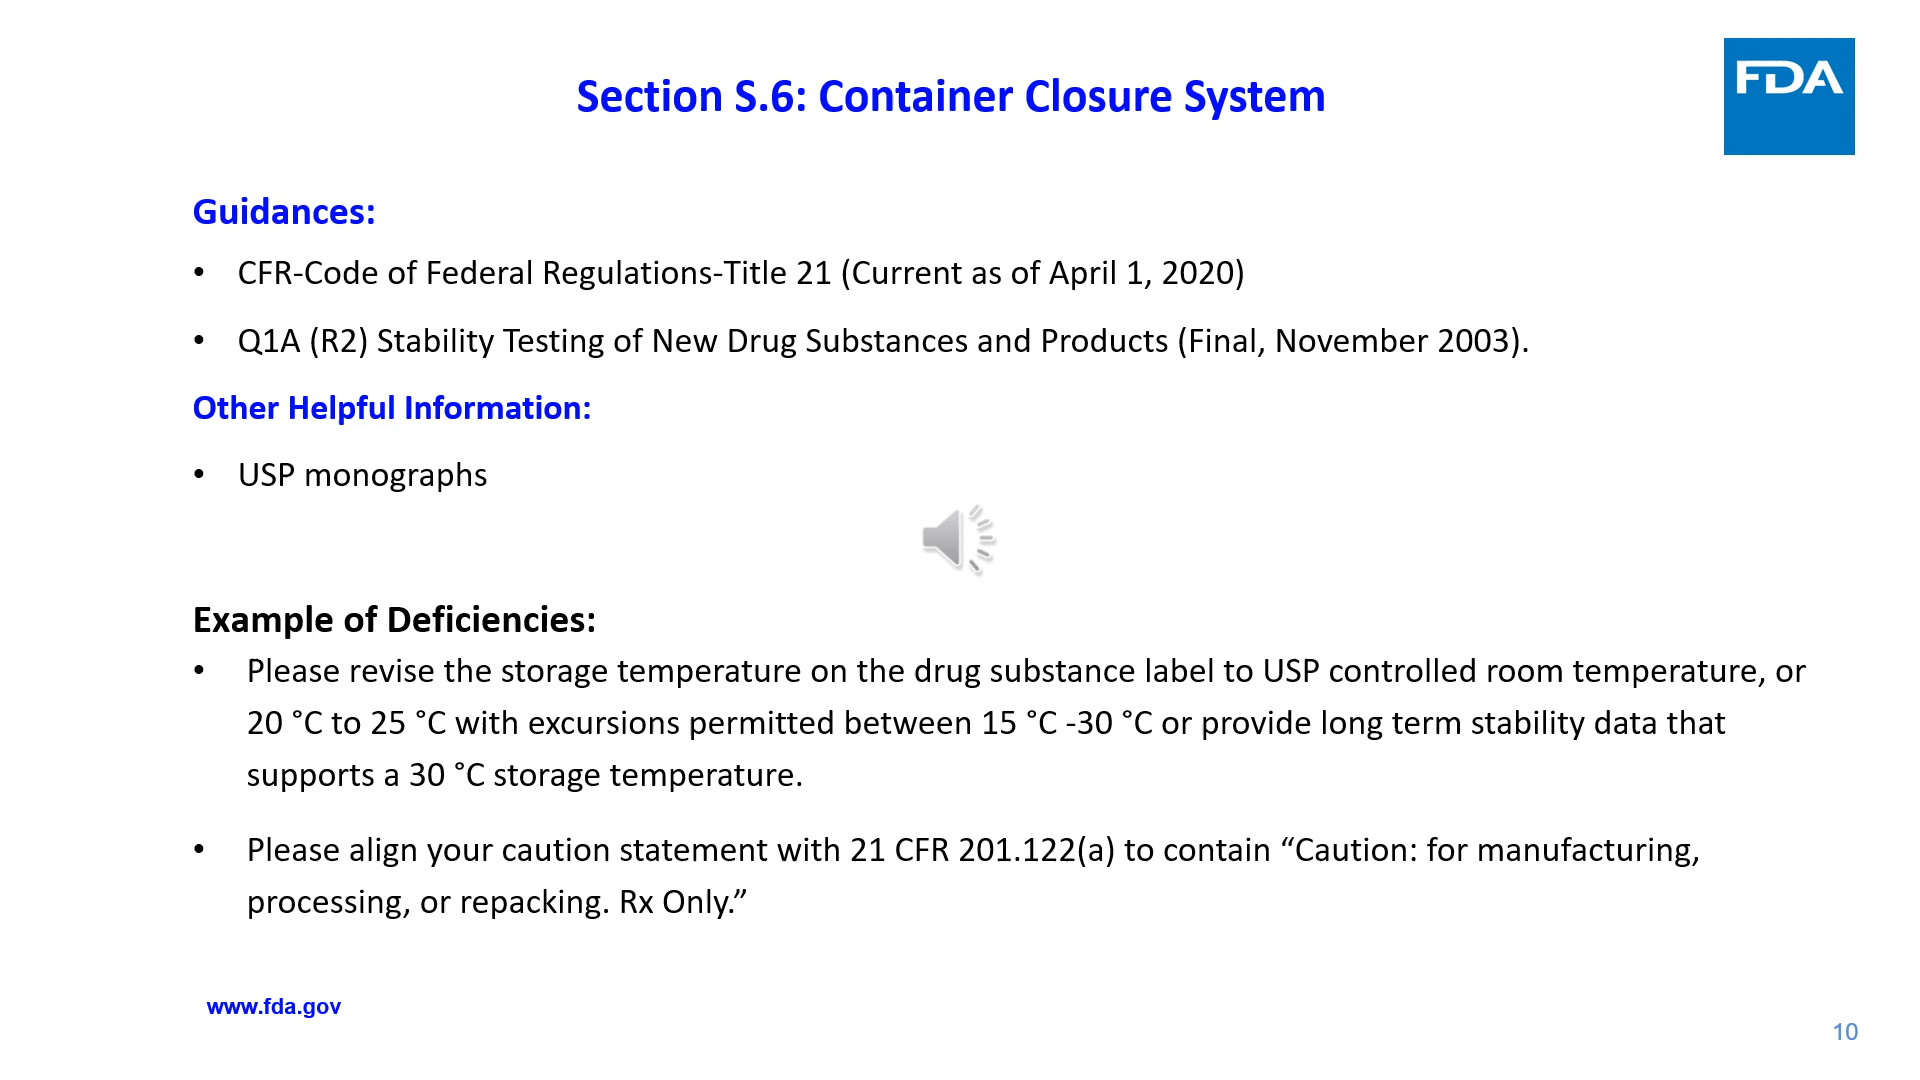 Section S.6: Container Closure System
FDA
Guidances:
• CFR-Code of Federal Regulations-Title 21 (Current as of April 1, 2020)
• Q1A (R2) Stability Testing of New Drug Substances and Products (Final, November 2003).
Other Helpful Information:
• USP monographs
Example of Deficiencies:
• Please revise the storage temperature on the drug substance label to USP controlled room temperature, or
20 °C to 25 °C with excursions permitted between 15 °C -30 °C or provide long term stability data that
supports a 30 °C storage temperature.
• Please align your caution statement with 21 CFR 201.122(a) to contain “Caution: for manufacturing,
processing, or repacking. Rx Only.”
www.fda.gov
10